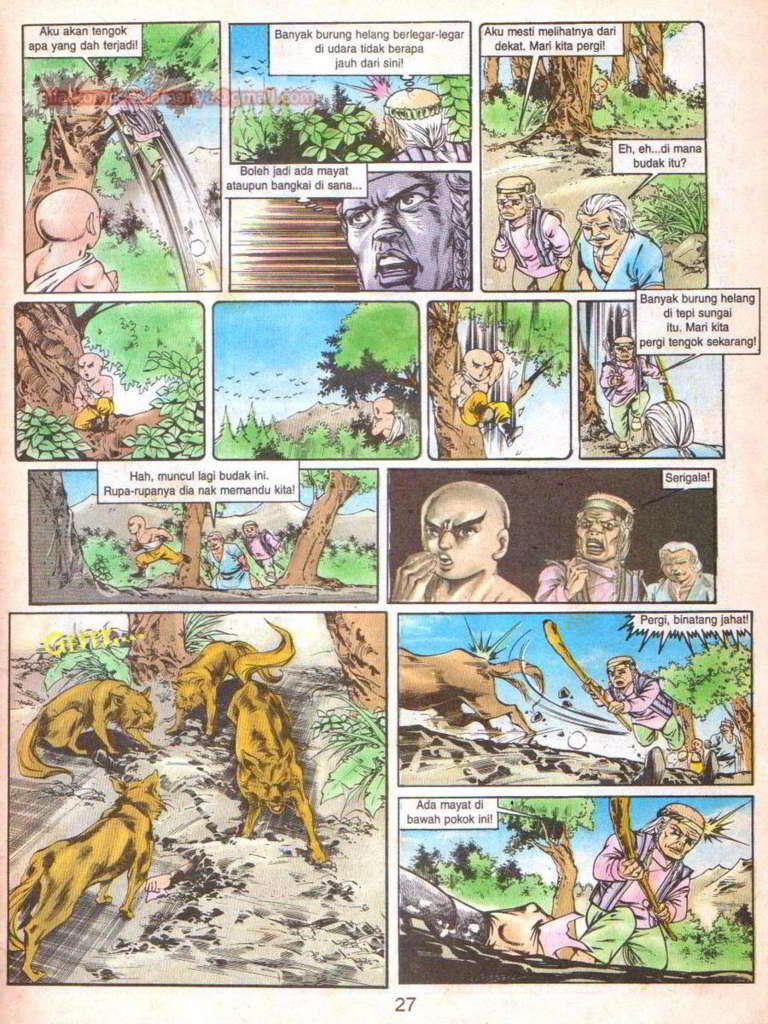 Aku akan tengok
apa yang dah terjadi!
Banyak burung helang berlegar-legar
di udara tidak berapa
jauh dari sini!
Boleh jadi ada mayat
ataupun bangkai di sana...
Aku mesti melihatnya dari
dekat. Mari kita pergi!
Eh, eh...di mana
budak itu?
Banyak burung helang
di tepi sungai
itu. Mari kita
pergi tengok sekarang!
Hah, muncul lagi budak ini.
Rupa-rupanya dia nak memandu kita!
Serigala!
Grrrr....
Pergi, binatang jahat!
Ada mayat di
bawah pokok ini!
27